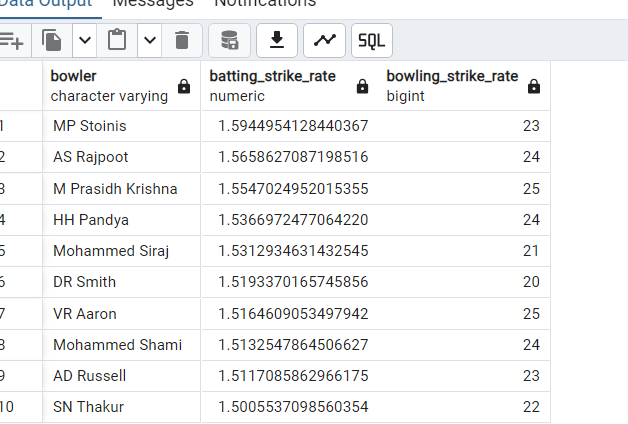 Data Output Messages Notifications
SQL
bowler batting_strike_rate bowling_strike_rate
character varying numeric bigint
1 MP Stoinis 1.5944954128440367 23
2 AS Rajpoot 1.5658627087198516 24
3 M Prasidh Krishna 1.5547024952015355 25
4 HH Pandya 1.5366972477064220 24
5 Mohammed Siraj 1.5312934631432545 21
6 DR Smith 1.5193370165745856 20
7 VR Aaron 1.5164609053497942 25
8 Mohammed Shami 1.5132547864506627 24
9 AD Russell 1.5117085862966175 23
10 SN Thakur 1.5005537098560354 22